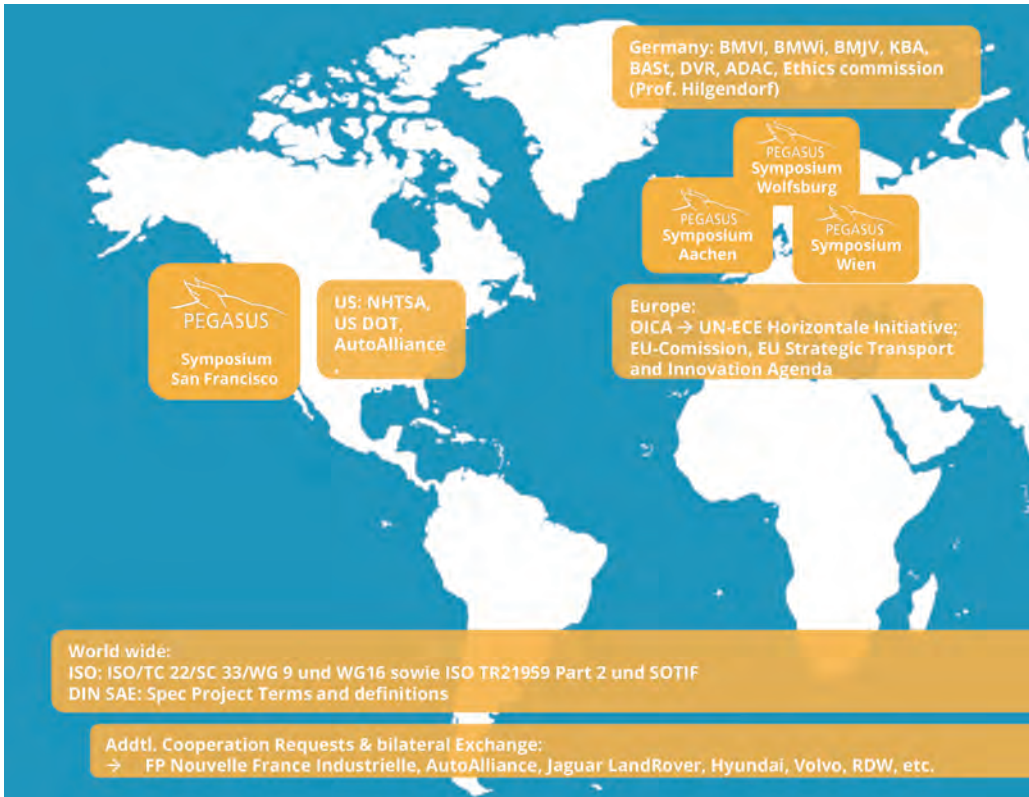 Germany: BMVI, BMWi, BMJV, KBA,
BASt, DVR, ADAC, Ethics commission
(Prof. Hilgendorf)
PEGASUS
Symposium
Wolfsburg
PEGASUS
Symposium
Aachen
PEGASUS
Symposium
Wien
PEGASUS
Symposium
San Francisco
US: NHTSA,
US DOT,
AutoAlliance
.
Europe:
OICA → UN-ECE Horizontale Initiative;
EU-Comission, EU Strategic Transport
and Innovation Agenda
World wide:
ISO: ISO/TC 22/SC 33/WG 9 und WG16 sowie ISO TR21959 Part 2 und SOTIF
DIN SAE: Spec Project Terms and definitions
Addtl. Cooperation Requests & bilateral Exchange:
→ FP Nouvelle France Industrielle, AutoAlliance, Jaguar LandRover, Hyundai, Volvo, RDW, etc.